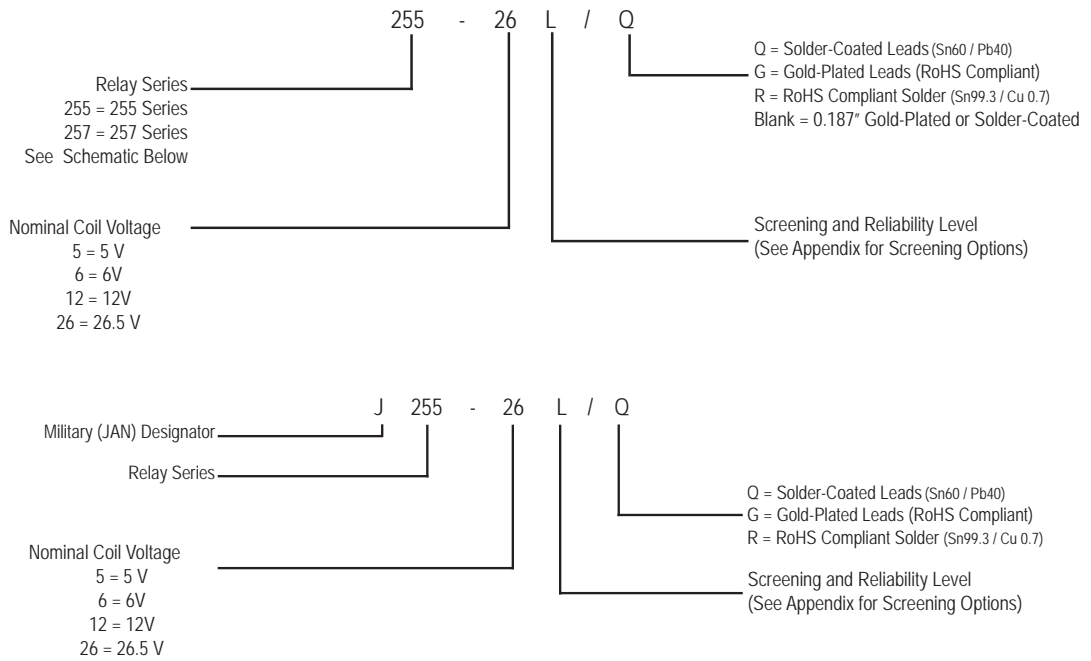 255 - 26 L / Q
Relay Series
255 = 255 Series
257 = 257 Series
See Schematic Below
Q = Solder-Coated Leads (Sn60 / Pb40)
G = Gold-Plated Leads (RoHS Compliant)
R = RoHS Compliant Solder (Sn99.3 / Cu 0.7)
Blank = 0.187" Gold-Plated or Solder-Coated
Nominal Coil Voltage
5 = 5 V
6 = 6V
12 = 12V
26 = 26.5 V
Screening and Reliability Level
(See Appendix for Screening Options)
J 255 - 26 L / Q
Military (JAN) Designator
Relay Series
Q = Solder-Coated Leads (Sn60 / Pb40)
G = Gold-Plated Leads (RoHS Compliant)
R = RoHS Compliant Solder (Sn99.3 / Cu 0.7)
Nominal Coil Voltage
5 = 5 V
6 = 6V
12 = 12V
26 = 26.5 V
Screening and Reliability Level
(See Appendix for Screening Options)